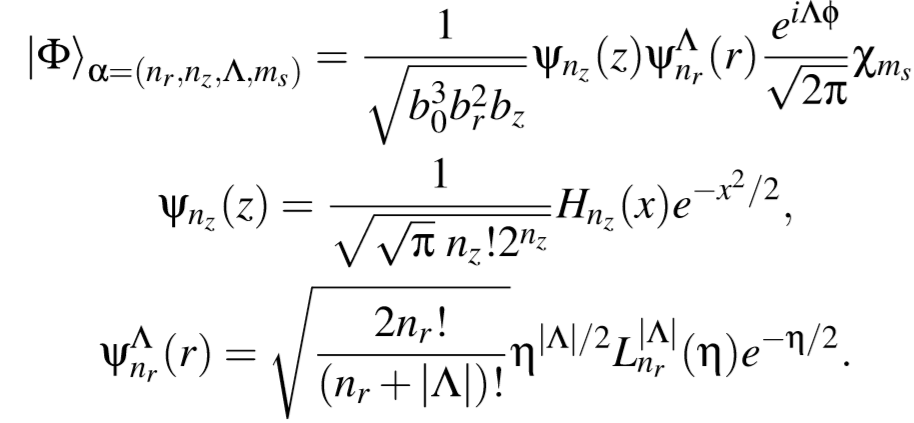 |Φ⟩_{α=(n_r,n_z,Λ,m_s)} = \frac{1}{\sqrt{b_0^3 b_r^2 b_z}} ψ_{n_z}(z) ψ_{n_r}^{Λ}(r) \frac{e^{iΛϕ}}{\sqrt{2π}} χ_{m_s}
ψ_{n_z}(z) = \frac{1}{\sqrt{\sqrt{π} n_z! 2^{n_z}}} H_{n_z}(x) e^{-x^2/2},
ψ_{n_r}^{Λ}(r) = \sqrt{\frac{2n_r!}{(n_r + |Λ|)!}} η^{|Λ|/2} L_{n_r}^{|Λ|}(η) e^{-η/2}.